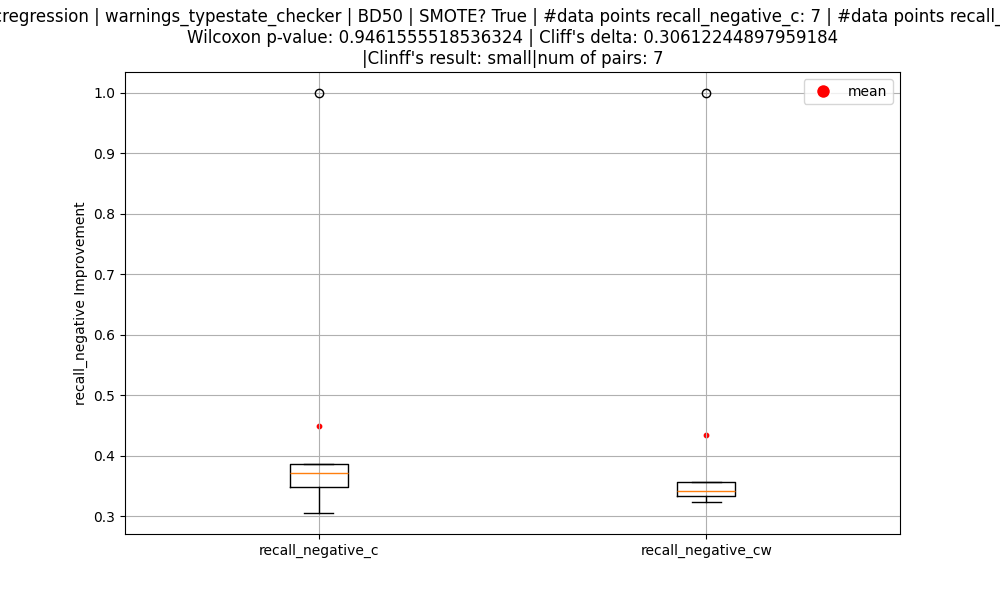 regression | warnings_typestate_checker | BD50 | SMOTE? True | #data points recall_negative_c: 7 | #data points recall_
Wilcoxon p-value: 0.9461555518536324 | Cliff's delta: 0.30612244897959184
|Clinff's result: small|num of pairs: 7
mean
1.0
0.9
0.8
0.7
0.6
0.5
0.4
0.3
recall_negative Improvement
recall_negative_c
recall_negative_cw